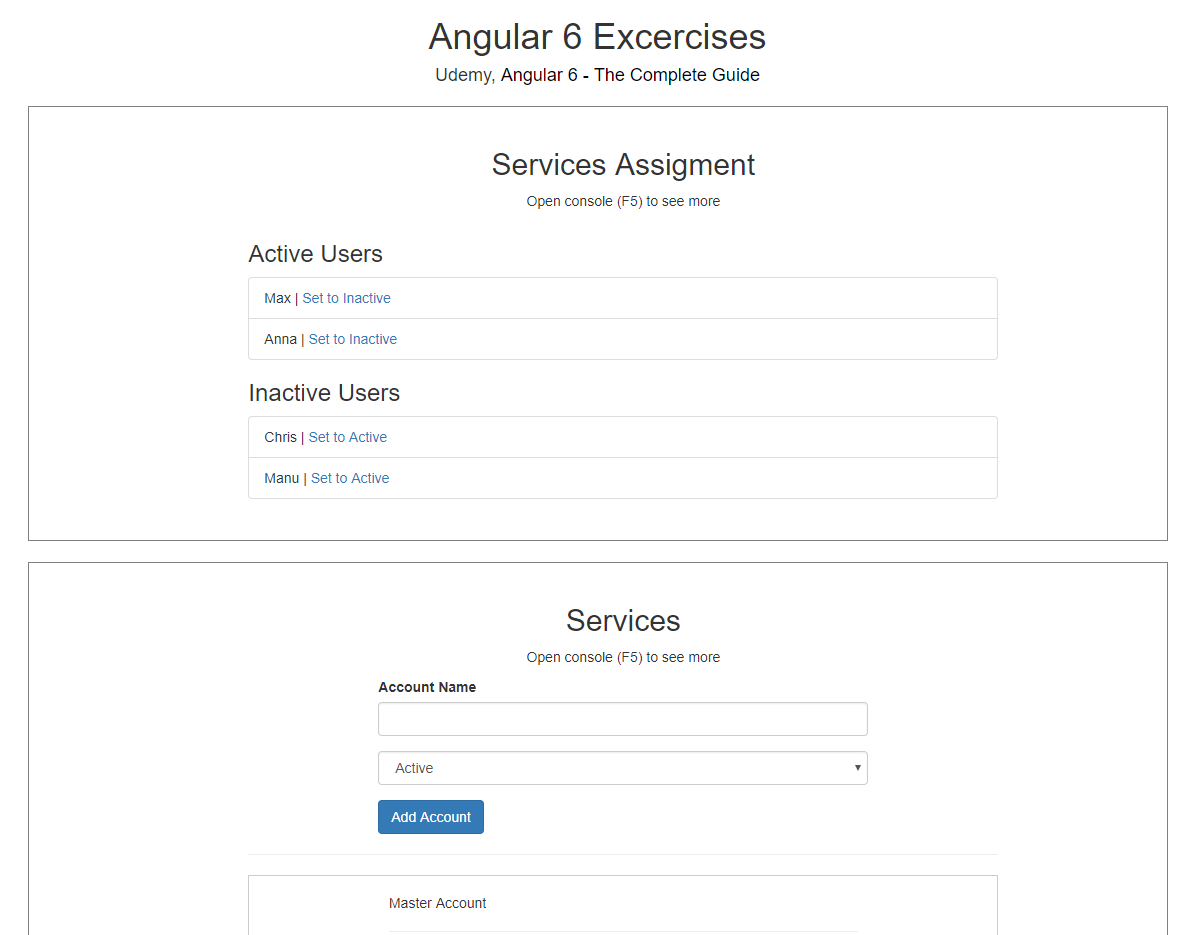 Angular 6 Excercises
Udemy, Angular 6 - The Complete Guide
Services Assigment
Open console (F5) to see more
Active Users
Max | Set to Inactive
Anna | Set to Inactive
Inactive Users
Chris | Set to Active
Manu | Set to Active
Services
Open console (F5) to see more
Account Name
Active
Add Account
Master Account